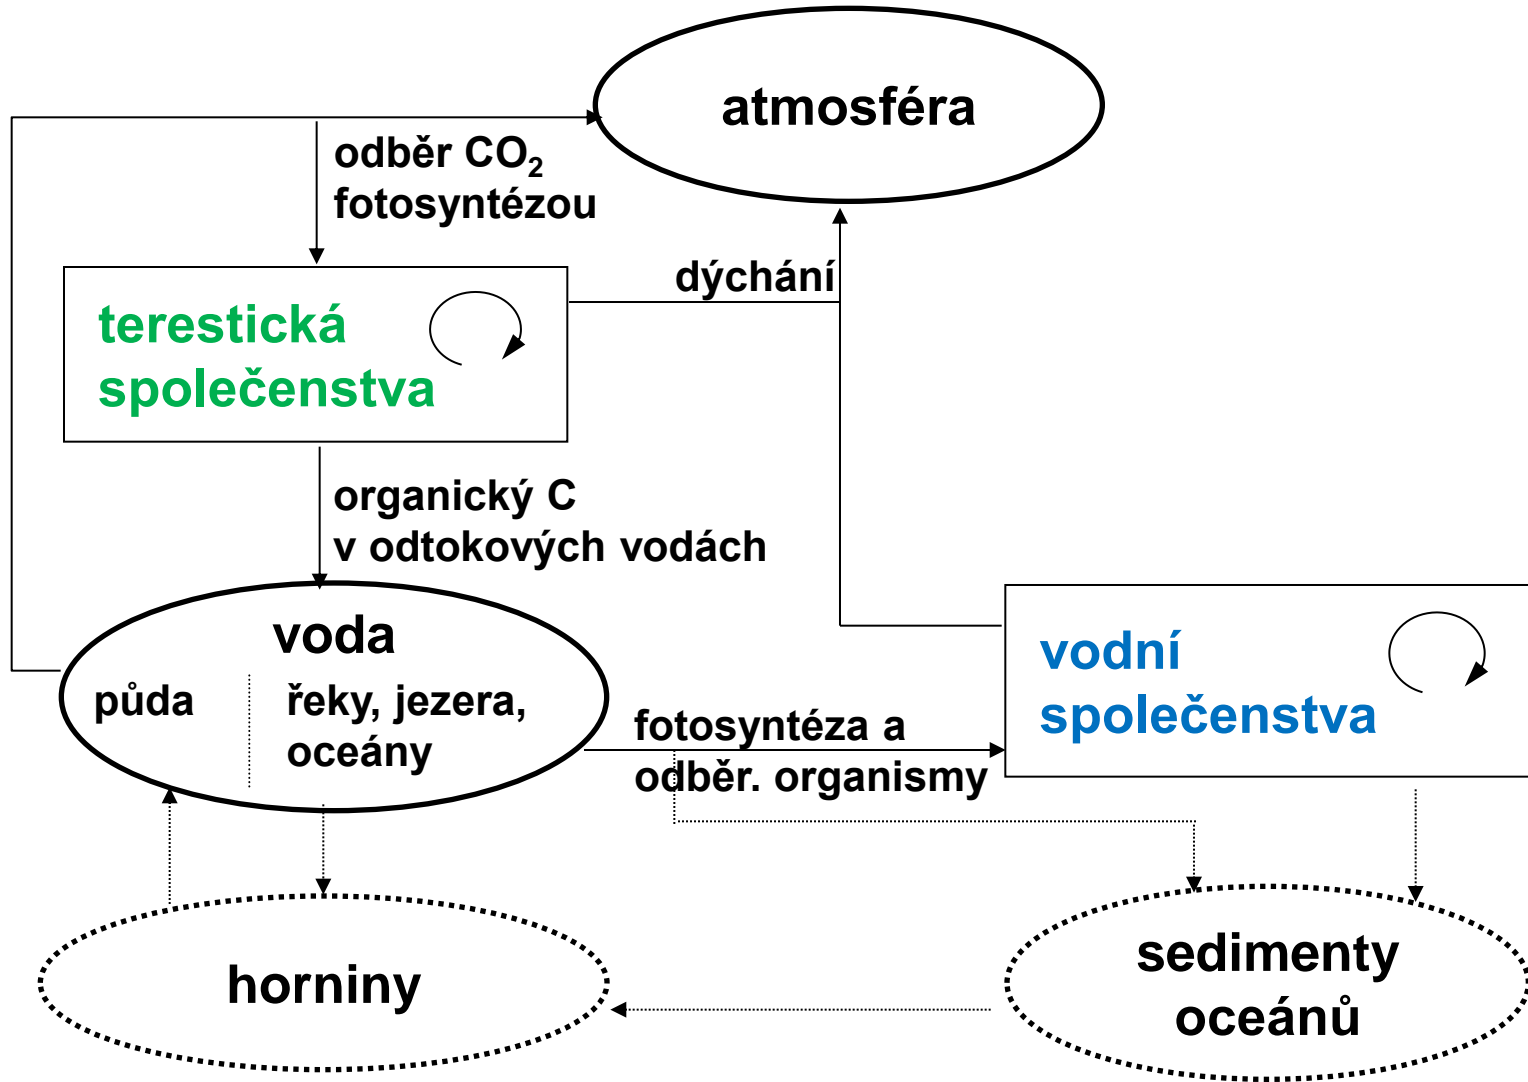 atmosféra
odběr CO₂
fotosyntézou
dýchání
terestická
společenstva
organický C
v odtokových vodách
voda
půda
řeky, jezera,
oceány
fotosyntéza a
odběr. organismy
vodní
společenstva
horniny
sedimenty
oceánů